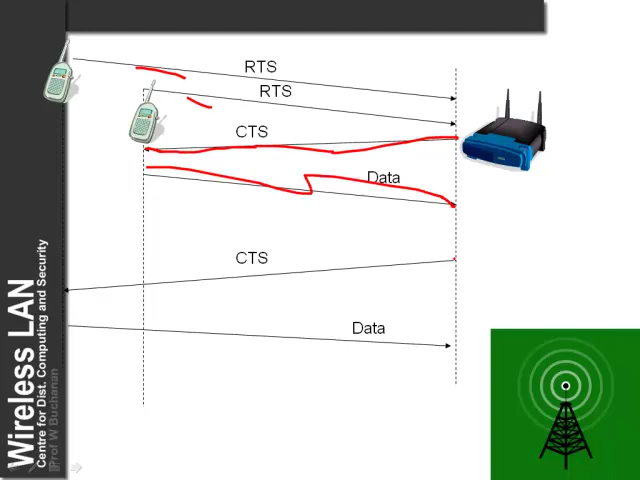 RTS
RTS
CTS
Data
CTS
Data
Wireless LAN
Centre for Dist. Computing and Security
Prof W Buchanan